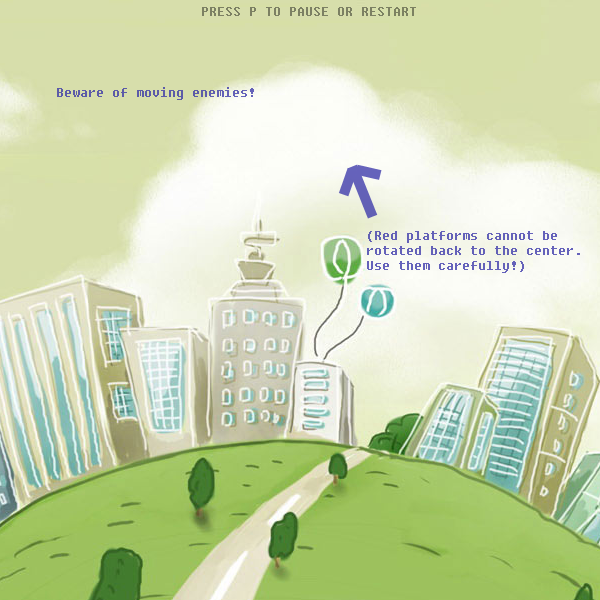 PRESS P TO PAUSE OR RESTART
Beware of moving enemies!
(Red platforms cannot be
rotated back to the center.
Use them carefully!)